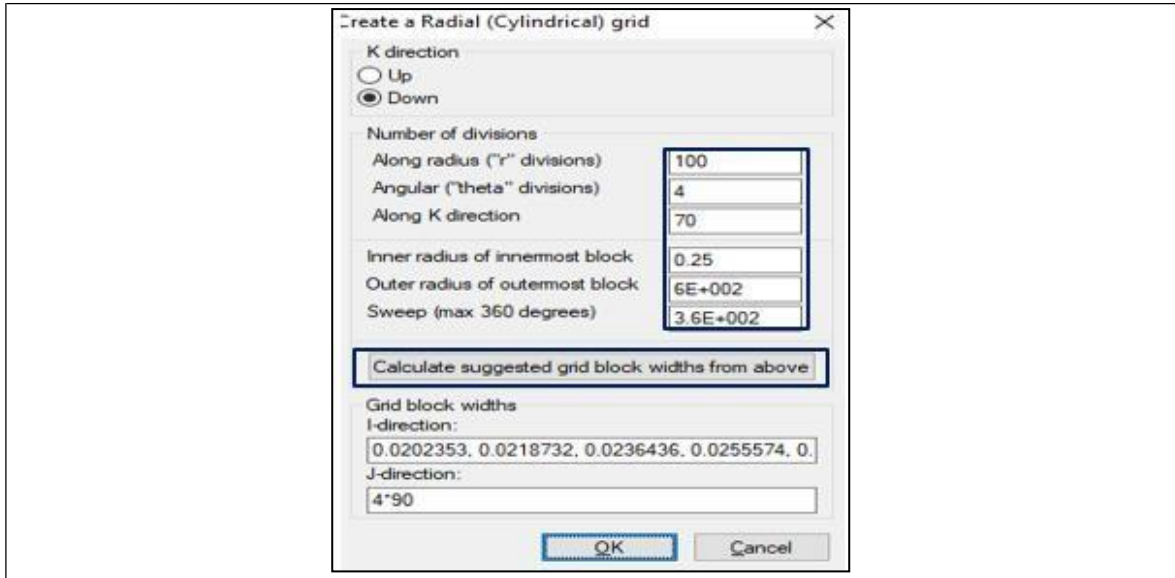 Create a Radial (Cylindrical) grid
K direction
Up
Down
Number of divisions
Along radius ("r" divisions) 100
Angular ("theta" divisions) 4
Along K direction 70
Inner radius of innermost block 0.25
Outer radius of outermost block 6E+002
Sweep (max 360 degrees) 3.6E+002
Calculate suggested grid block widths from above
Grid block widths
I-direction:
0.0202353, 0.0218732, 0.0236436, 0.0255574, 0.
J-direction:
4*90
OK Cancel